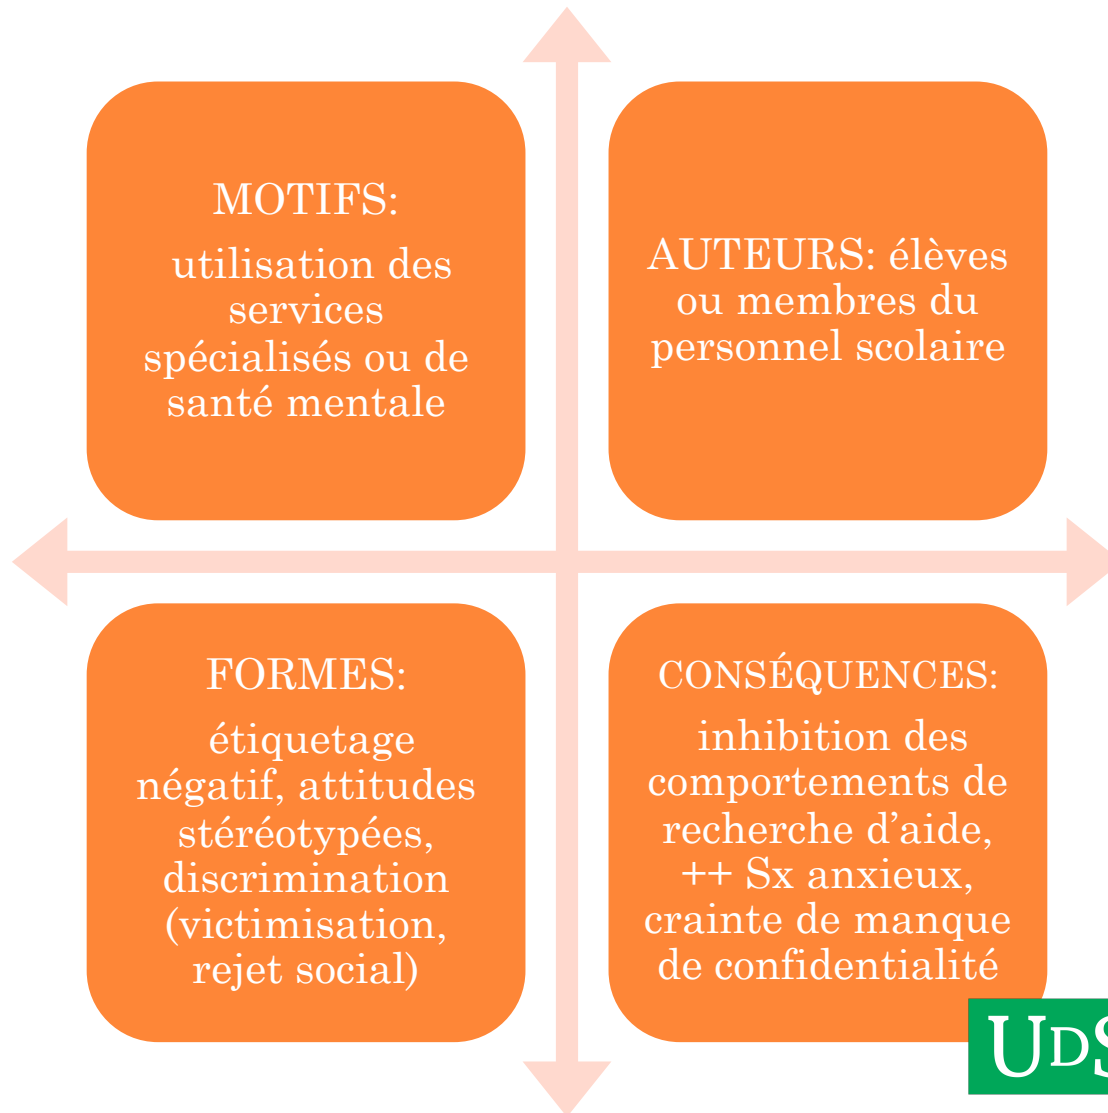 MOTIFS:
utilisation des
services
spécialisés ou de
santé mentale
AUTEURS: élèves
ou membres du
personnel scolaire
FORMES:
étiquetage
négatif, attitudes
stéréotypées,
discrimination
(victimisation,
rejet social)
CONSÉQUENCES:
inhibition des
comportements de
recherche d’aide,
++ Sx anxieux,
crainte de manque
de confidentialité
UDS